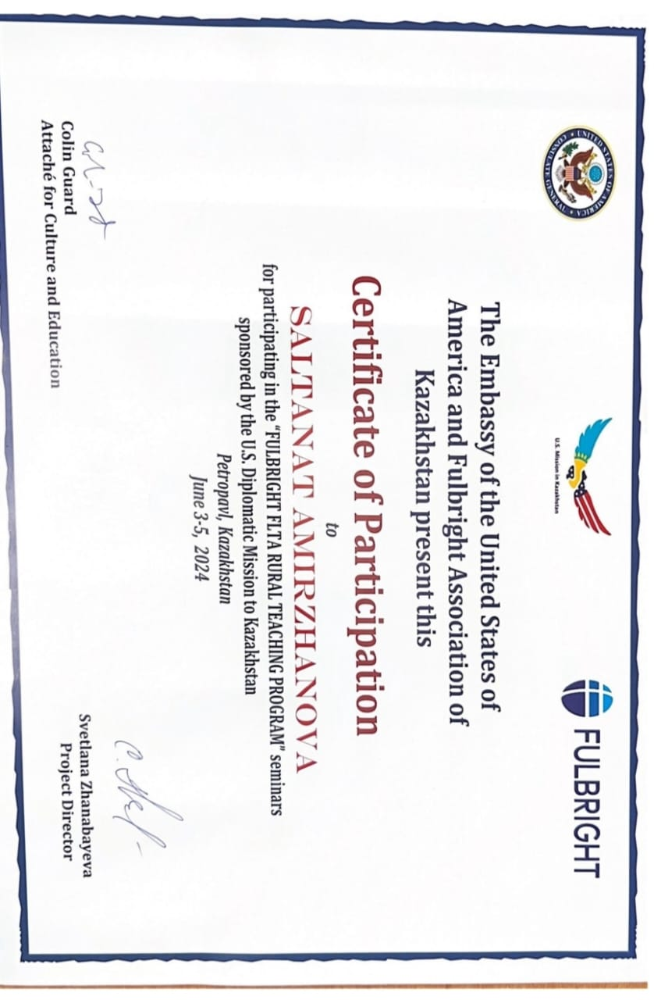 UNITED STATES OF AMERICA
CONSULATE GENERAL
U.S. Mission in Kazakhstan
FULBRIGHT
The Embassy of the United States of
America and Fulbright Association of
Kazakhstan present this
Certificate of Participation
to
SALTANAT AMIRZHANOVA
for participating in the “FULBRIGHT FLTA RURAL TEACHING PROGRAM” seminars
sponsored by the U.S. Diplomatic Mission to Kazakhstan
Petropavl, Kazakhstan
June 3-5, 2024
Colin Guard
Attaché for Culture and Education
Svetlana Zhanabayeva
Project Director